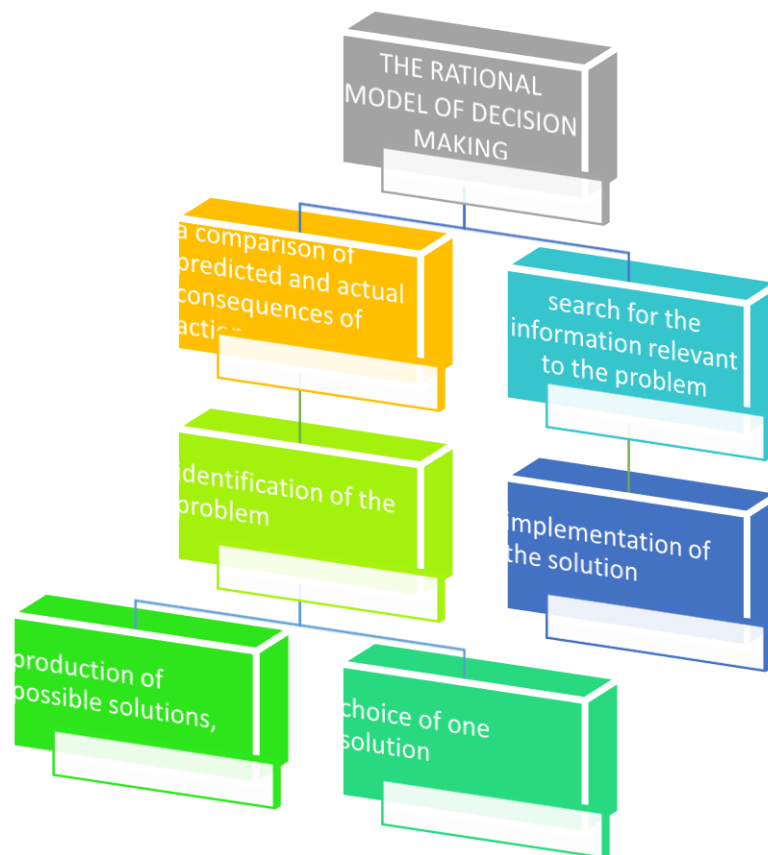 THE RATIONAL
MODEL OF DECISION
MAKING
a comparison of
predicted and actual
consequences of
action
search for the
information relevant
to the problem
identification of the
problem
implementation of
the solution
production of
possible solutions,
choice of one
solution